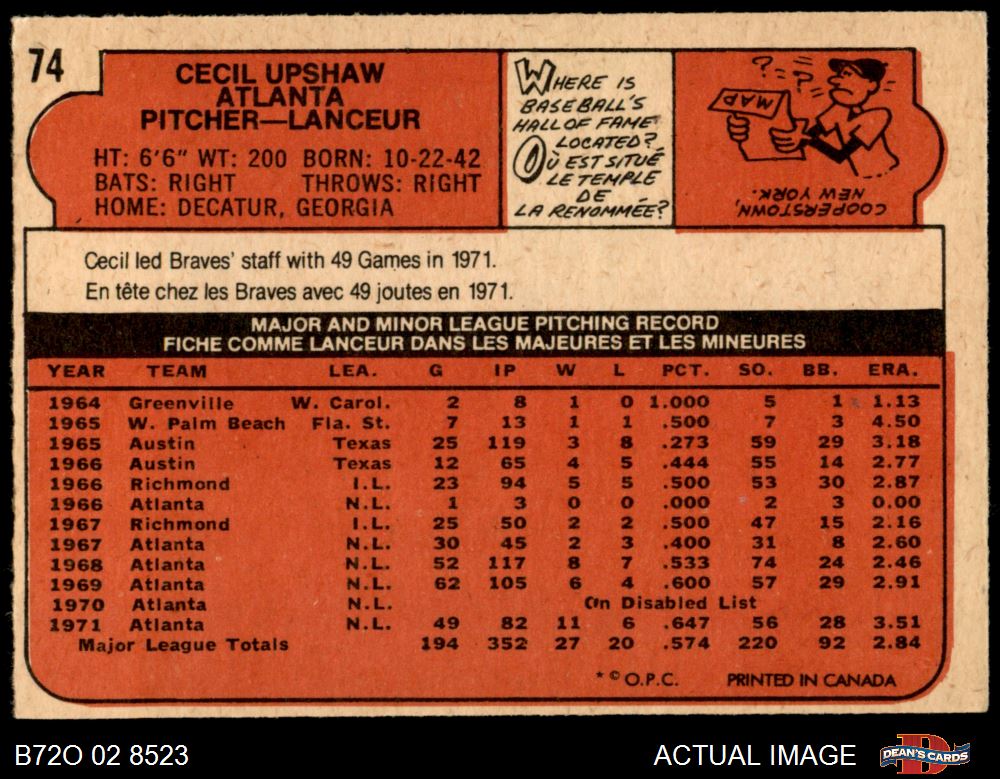 74
CECIL UPSHAW
ATLANTA
PITCHER—LANCEUR
HT: 6'6" WT: 200 BORN: 10-22-42
BATS: RIGHT THROWS: RIGHT
HOME: DECATUR, GEORGIA
WHERE IS
BASEBALL'S
HALL OF FAME
LOCATED?
OÙ EST SITUÉ
LE TEMPLE
DE
LA RENOMMÉE?
? ? ?
MAP
COOPERSTOWN,
NEW YORK.
Cecil led Braves' staff with 49 Games in 1971.
En tête chez les Braves avec 49 joutes en 1971.
MAJOR AND MINOR LEAGUE PITCHING RECORD
FICHE COMME LANCEUR DANS LES MAJEURES ET LES MINEURES
YEAR TEAM LEA. G IP W L PCT. SO. BB. ERA.
1964 Greenville W. Carol. 2 8 1 0 1.000 5 1 1.13
1965 W. Palm Beach Fla. St. 7 13 1 1 .500 7 3 4.50
1965 Austin Texas 25 119 3 8 .273 59 29 3.18
1966 Austin Texas 12 65 4 5 .444 55 14 2.77
1966 Richmond I.L. 23 94 5 5 .500 53 30 2.87
1966 Atlanta N.L. 1 3 0 0 .000 2 3 0.00
1967 Richmond I.L. 25 50 2 2 .500 47 15 2.16
1967 Atlanta N.L. 30 45 2 3 .400 31 8 2.60
1968 Atlanta N.L. 52 117 8 7 .533 74 24 2.46
1969 Atlanta N.L. 62 105 6 4 .600 57 29 2.91
1970 Atlanta N.L. On Disabled List
1971 Atlanta N.L. 49 82 11 6 .647 56 28 3.51
Major League Totals 194 352 27 20 .574 220 92 2.84
* © O.P.C. PRINTED IN CANADA
B72O 02 8523
ACTUAL IMAGE
DEAN'S CARDS